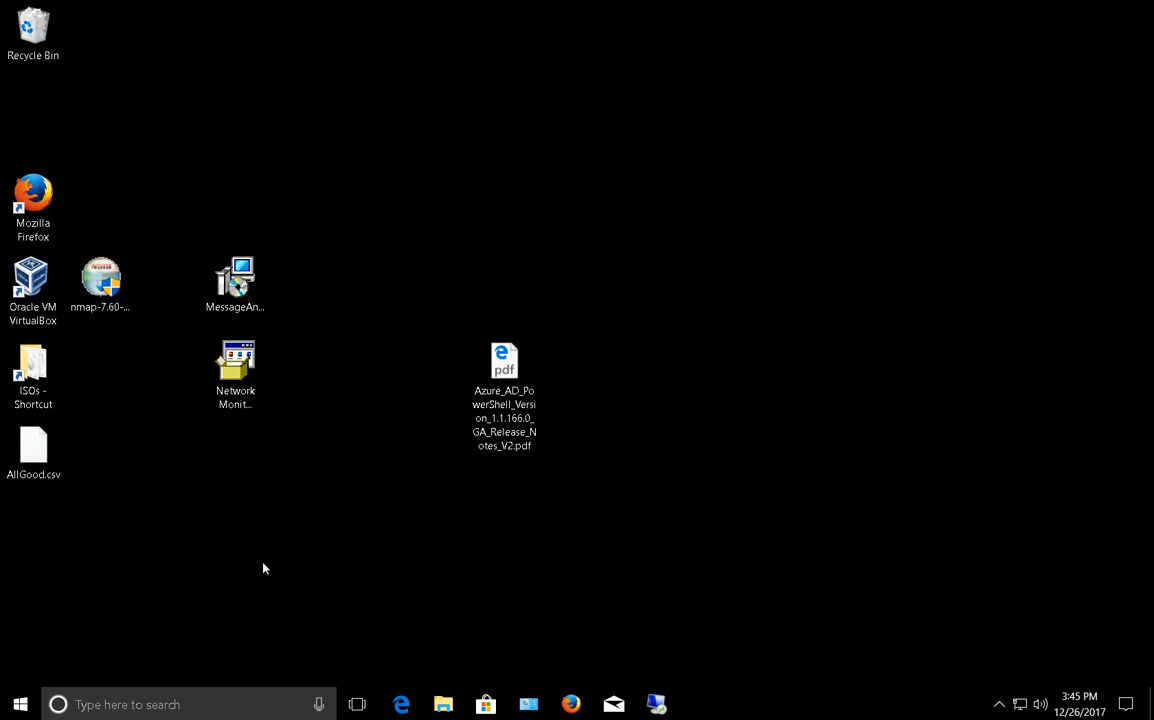 Recycle Bin
Mozilla
Firefox
Oracle VM
VirtualBox
nmap-7.60-...
MessageAn...
ISOs -
Shortcut
Network
Monit...
pdf
Azure_AD_Po
werShell_Versi
on_1.1.166.0_
GA_Release_N
otes_V2.pdf
AllGood.csv
Type here to search
3:45 PM
12/26/2017